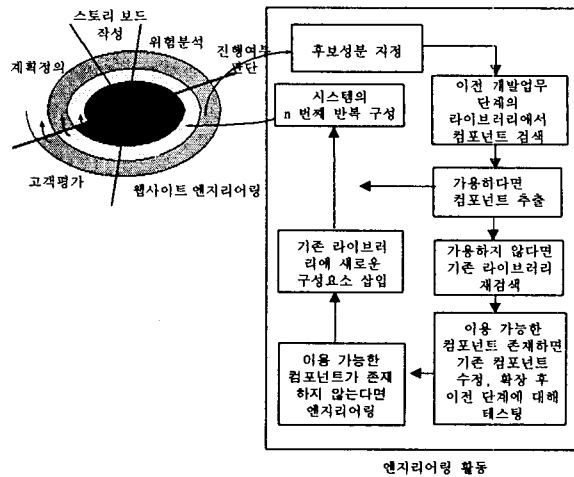 스토리 보드
작성
위험분석
진행여부
판단
계획정의
고객평가
웹사이트 엔지리어링
후보성분 지정
이전 개발업무
단계의
라이브러리에서
컴포넌트 검색
시스템의
n 번째 반복 구성
가용하다면
컴포넌트 추출
가용하지 않다면
기존 라이브러리
재검색
기존 라이브러
리에 새로운
구성요소 삽입
이용 가능한
컴포넌트 존재하면
기존 컴포넌트
수정, 확장 후
이전 단계에 대해
테스팅
이용 가능한
컴포넌트가 존재
하지 않는다면
엔지리어링
엔지리어링 활동